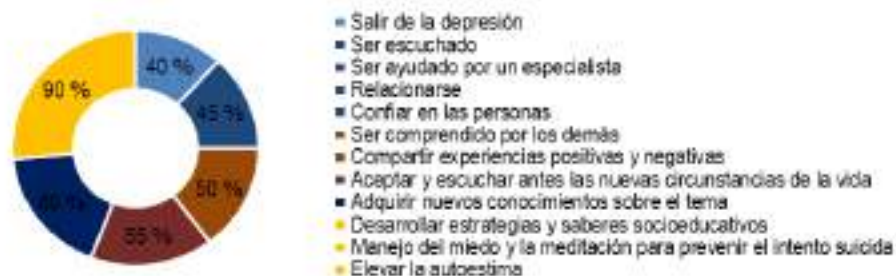 40 %
45 %
50 %
55 %
%
90 %
Salir de la depresión
Ser escuchado
Ser ayudado por un especialista
Relacionarse
Confiar en las personas
Ser comprendido por los demás
Compartir experiencias positivas y negativas
Aceptar y escuchar antes las nuevas circunstancias de la vida
Adquirir nuevos conocimientos sobre el tema
Desarrollar estrategias y saberes socioeducativos
Manejo del miedo y la meditación para prevenir el intento suicida
Elevar la autoestima